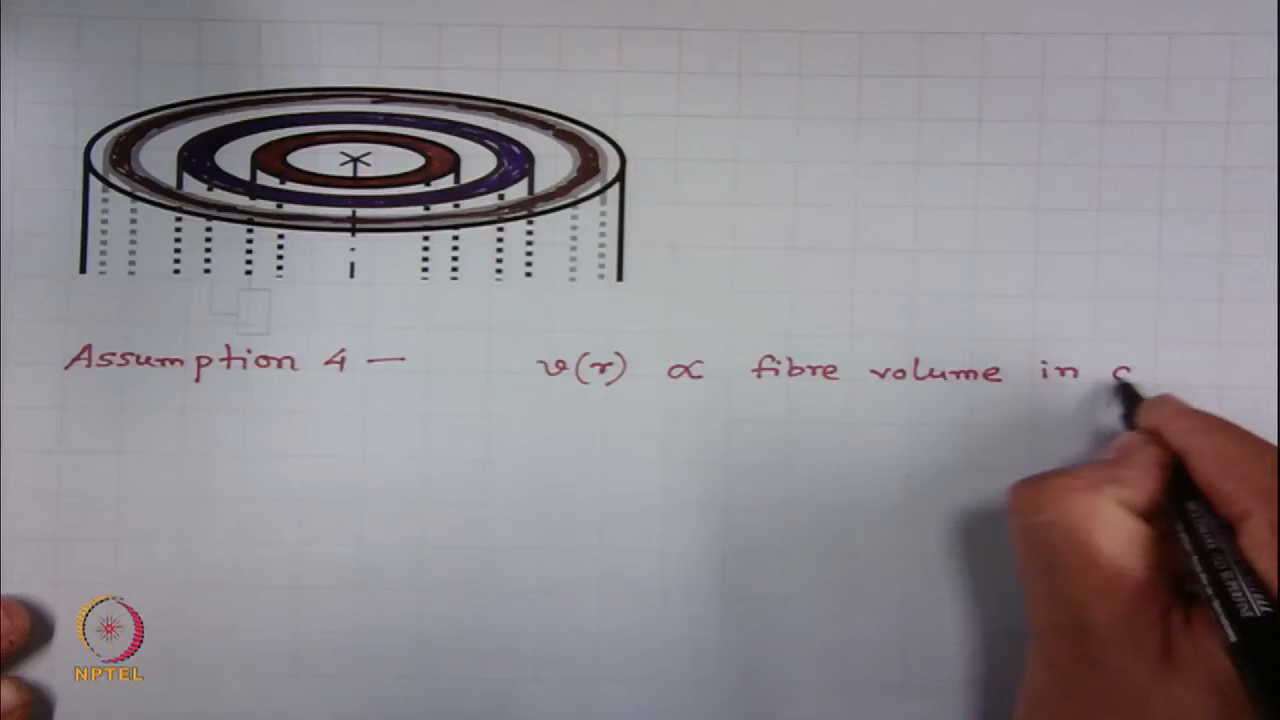 Assumption 4 — v(r) ∝ fibre volume in
NPTEL